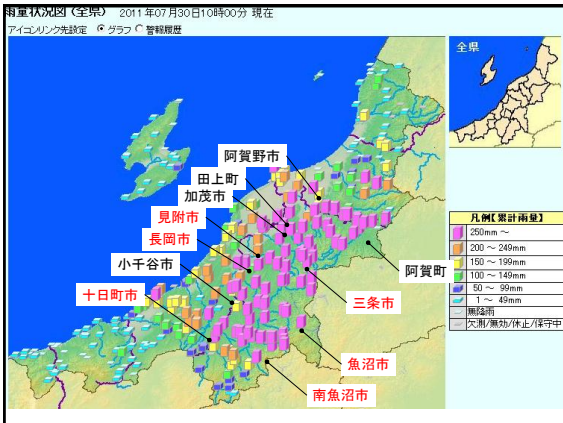 雨量状況図(全県) 2011年07月30日10時00分 現在
アイコンリンク先設定 グラフ 警報履歴
全県
阿賀野市
田上町
加茂市
見附市
長岡市
小千谷市
十日町市
阿賀町
三条市
魚沼市
南魚沼市
凡例【累計雨量】
250mm ～
200 ～ 249mm
150 ～ 199mm
100 ～ 149mm
50 ～ 99mm
1 ～ 49mm
無降雨
欠測/無効/休止/保守中